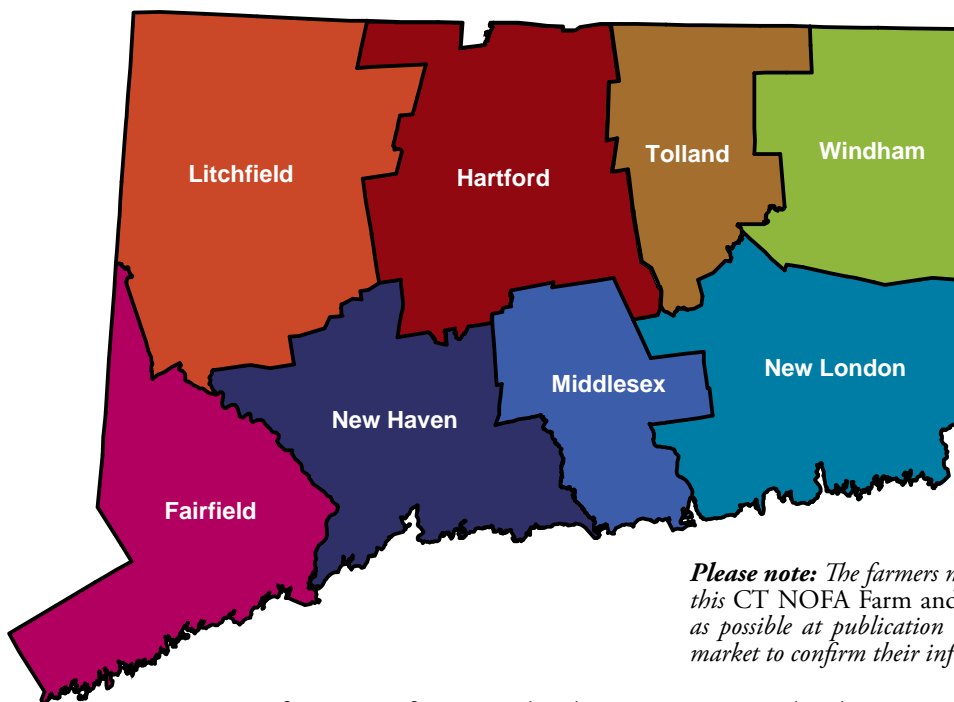 Litchfield
Hartford
Tolland
Windham
New London
Middlesex
New Haven
Fairfield
Please note: The farmers
this CT NOFA Farm and
as possible at publication
market to confirm their